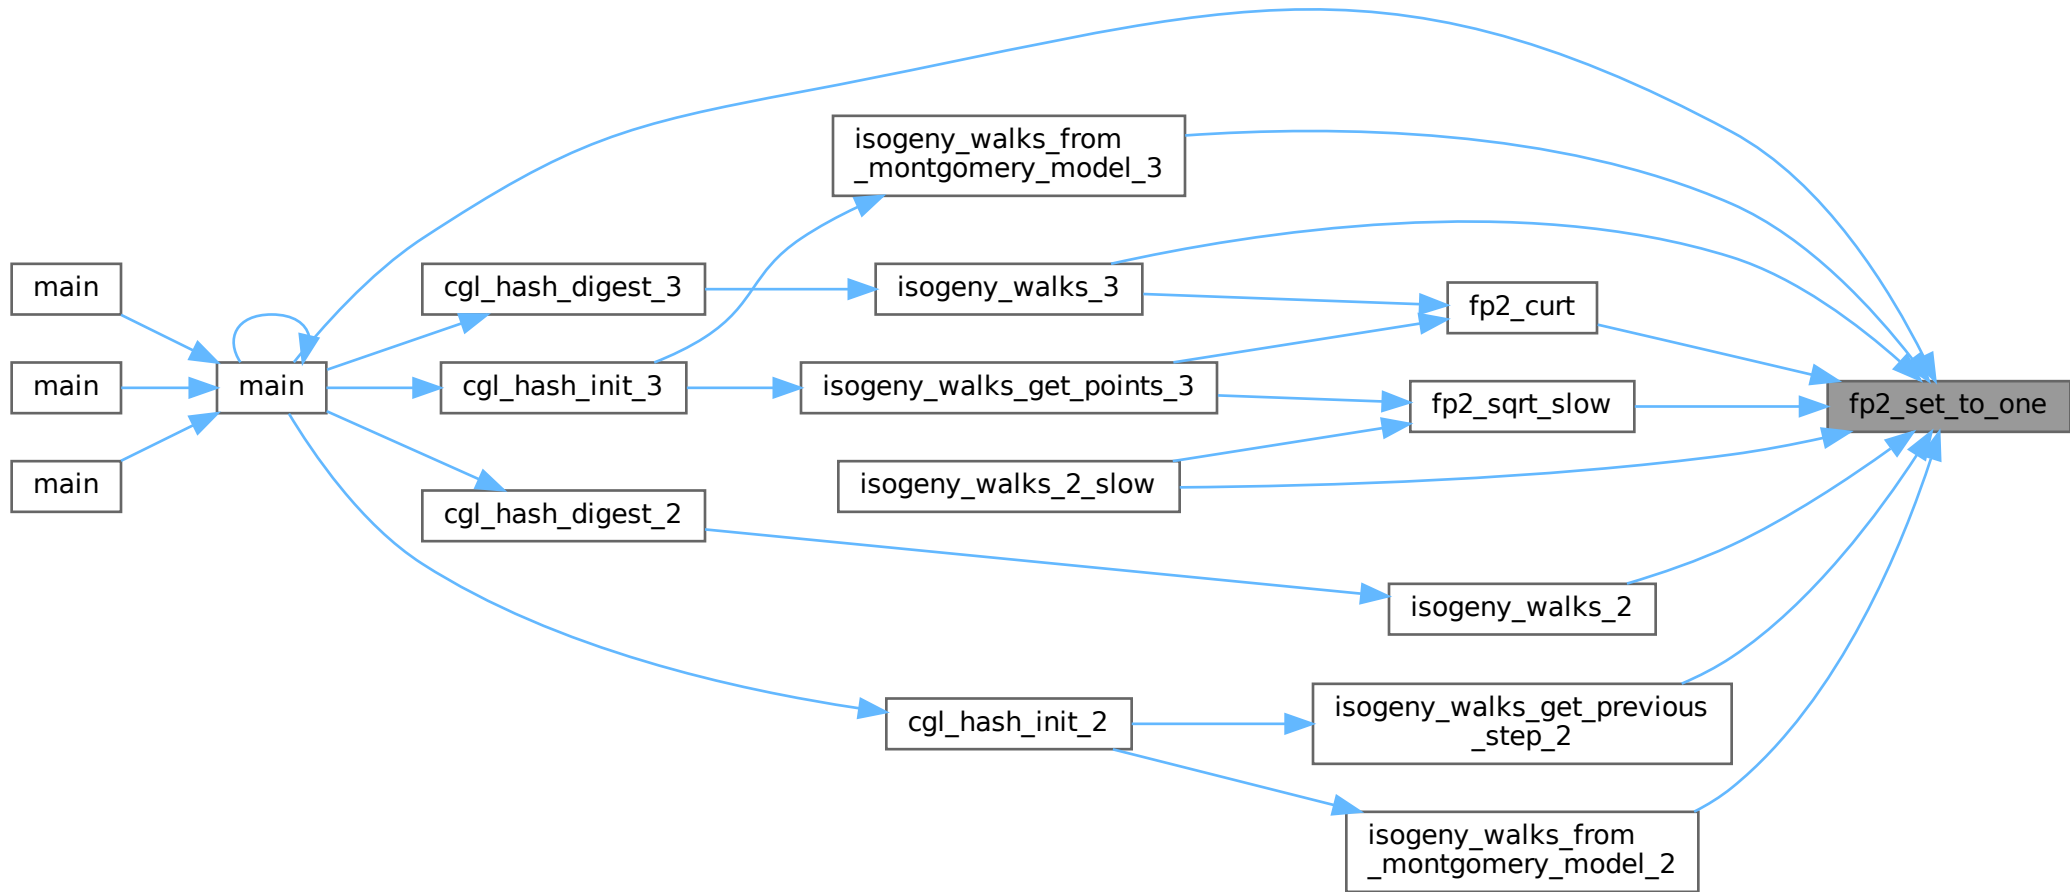 main
main
main
main
cgl_hash_digest_3
cgl_hash_init_3
cgl_hash_digest_2
isogeny_walks_from
_montgomery_model_3
isogeny_walks_3
isogeny_walks_get_points_3
isogeny_walks_2_slow
cgl_hash_init_2
fp2_curt
fp2_sqrt_slow
isogeny_walks_2
isogeny_walks_get_previous
_step_2
isogeny_walks_from
_montgomery_model_2
fp2_set_to_one